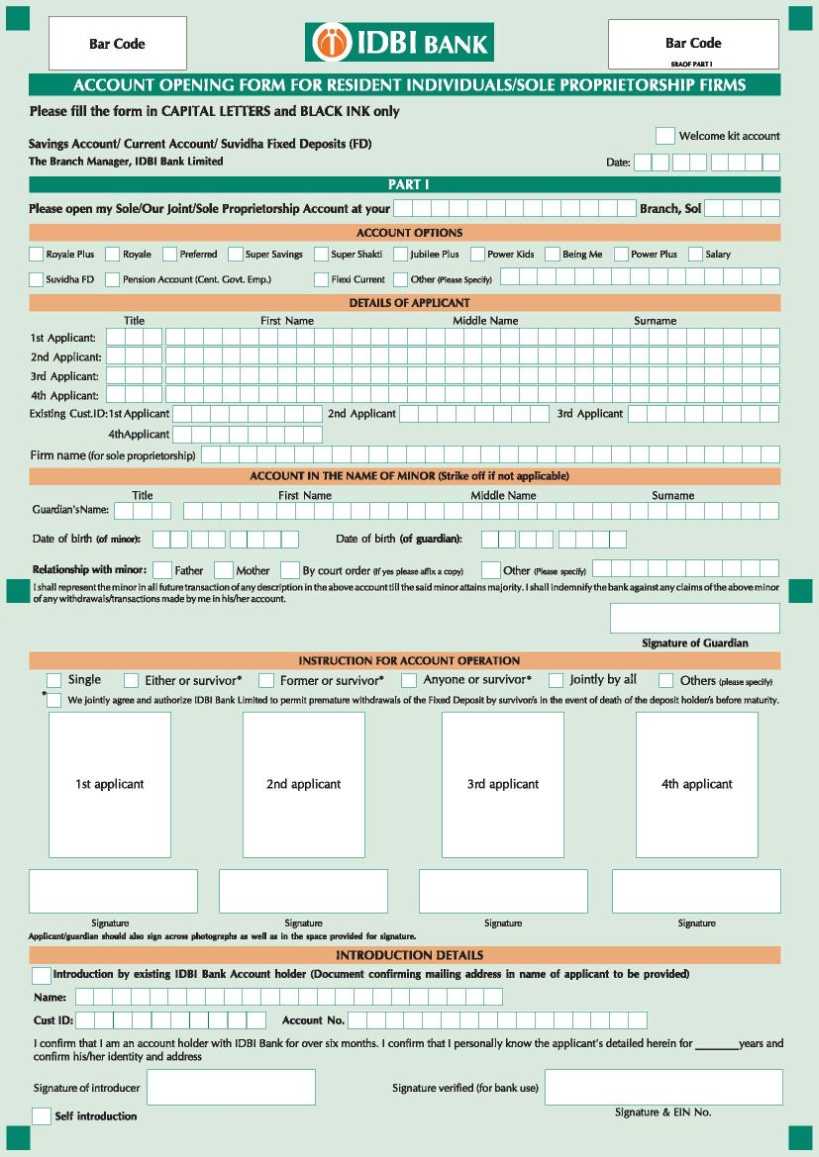 Bar Code
IDBI BANK
Bar Code
SRAOF PART I
ACCOUNT OPENING FORM FOR RESIDENT INDIVIDUALS/SOLE PROPRIETORSHIP FIRMS
Please fill the form in CAPITAL LETTERS and BLACK INK only
Welcome kit account
Savings Account/ Current Account/ Suvidha Fixed Deposits (FD)
The Branch Manager, IDBI Bank Limited Date:
PART I
Please open my Sole/Our Joint/Sole Proprietorship Account at your Branch, Sol
ACCOUNT OPTIONS
Royale Plus Royale Preferred Super Savings Super Shakti Jubilee Plus Power Kids Being Me Power Plus Salary
Suvidha FD Pension Account (Cent. Govt. Emp.) Flexi Current Other (Please Specify)
DETAILS OF APPLICANT
Title First Name Middle Name Surname
1st Applicant:
2nd Applicant:
3rd Applicant:
4th Applicant:
Existing Cust.ID:1st Applicant 2nd Applicant 3rd Applicant
4thApplicant
Firm name (for sole proprietorship)
ACCOUNT IN THE NAME OF MINOR (Strike off if not applicable)
Title First Name Middle Name Surname
Guardian'sName:
Date of birth (of minor): Date of birth (of guardian):
Relationship with minor: Father Mother By court order (if yes please affix a copy) Other (Please specify)
I shall represent the minor in all future transaction of any description in the above account till the said minor attains majority. I shall indemnify the bank against any claims of the above minor
of any withdrawals/transactions made by me in his/her account.
Signature of Guardian
INSTRUCTION FOR ACCOUNT OPERATION
Single Either or survivor* Former or survivor* Anyone or survivor* Jointly by all Others (please specify)
* We jointly agree and authorize IDBI Bank Limited to permit premature withdrawals of the Fixed Deposit by survivor/s in the event of death of the deposit holder/s before maturity.
1st applicant 2nd applicant 3rd applicant 4th applicant
Signature Signature Signature Signature
Applicant/guardian should also sign across photographs as well as in the space provided for signature.
INTRODUCTION DETAILS
Introduction by existing IDBI Bank Account holder (Document confirming mailing address in name of applicant to be provided)
Name:
Cust ID: Account No.
I confirm that I am an account holder with IDBI Bank for over six months. I confirm that I personally know the applicant's detailed herein for _______years and
confirm his/her identity and address
Signature of introducer Signature verified (for bank use)
Signature & EIN No.
Self introduction